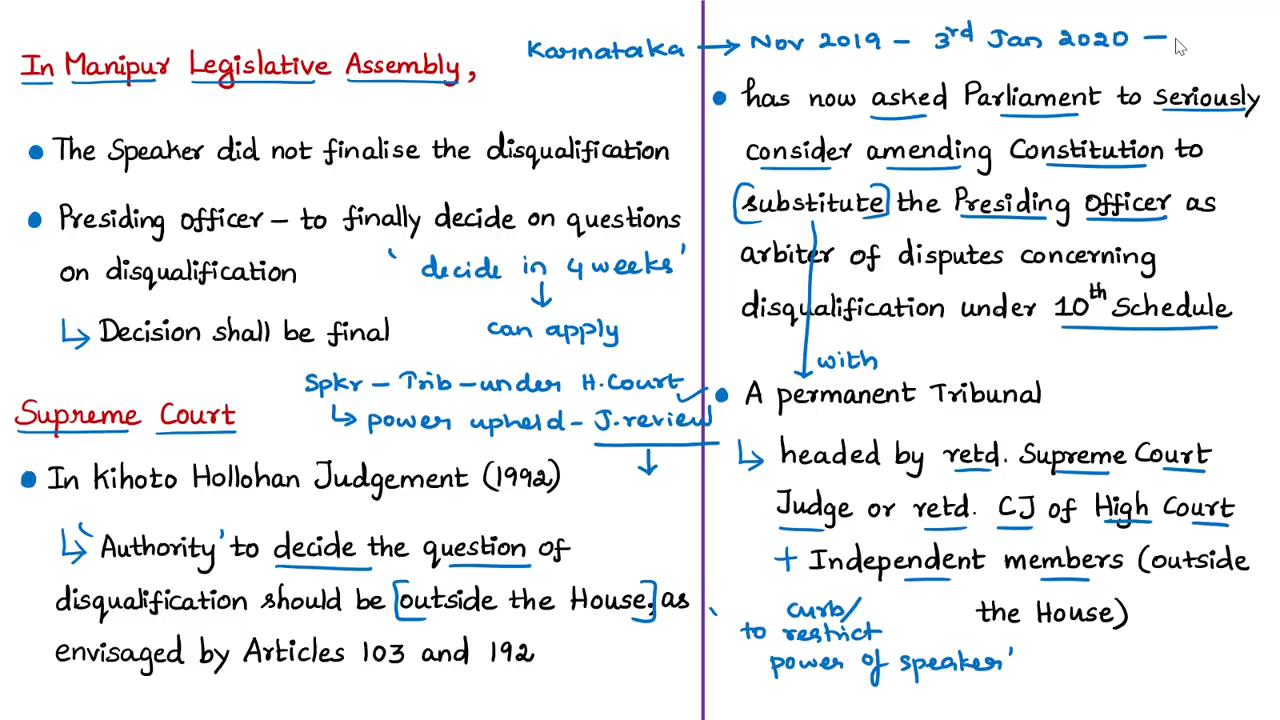 In Manipur Legislative Assembly,
• The Speaker did not finalise the disqualification
• Presiding officer – to finally decide on questions
on disqualification
' decide in 4 weeks '
↓
↳ Decision shall be final
can apply
Spkr – Trib – under H. Court
↳ power upheld – J. review
↓
Supreme Court
• In Kihoto Hollohan Judgement (1992)
↳ 'Authority' to decide the question of
disqualification should be [outside the House,] as
envisaged by Articles 103 and 192
Karnataka → Nov 2019 – 3rd Jan 2020 –
• has now asked Parliament to seriously
consider amending Constitution to
[substitute] the Presiding Officer as
arbiter of disputes concerning
disqualification under 10th Schedule
↓ with
• A permanent Tribunal
↳ headed by retd. Supreme Court
Judge or retd. CJ of High Court
+ Independent members (outside
the House)
' curb/
to restrict
power of speaker '